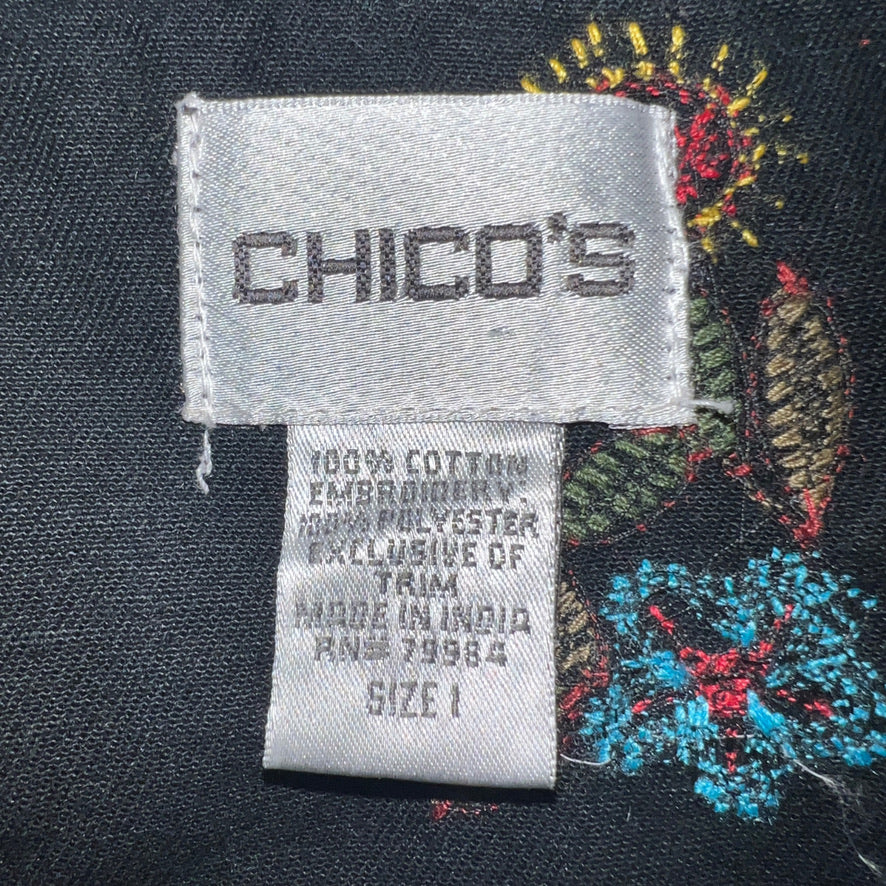 CHICO'S
100% COTTON
EMBROIDERY,
100% POLYESTER
EXCLUSIVE OF
TRIM
MADE IN INDIA
RN# 79984
SIZE 1